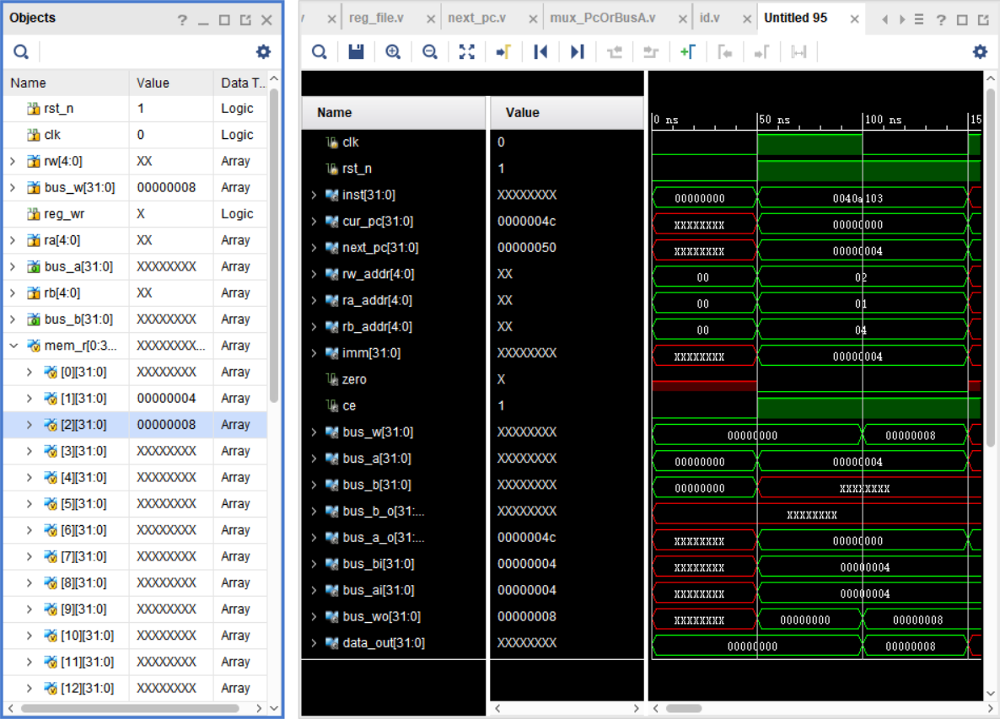 Objects
Name Value Data T...
rst_n 1 Logic
clk 0 Logic
rw[4:0] XX Array
bus_w[31:0] 00000008 Array
reg_wr X Logic
ra[4:0] XX Array
bus_a[31:0] XXXXXXXX Array
rb[4:0] XX Array
bus_b[31:0] XXXXXXXX Array
mem_r[0:3... XXXXXXXX... Array
[0][31:0] XXXXXXXX Array
[1][31:0] 00000004 Array
[2][31:0] 00000008 Array
[3][31:0] XXXXXXXX Array
[4][31:0] XXXXXXXX Array
[5][31:0] XXXXXXXX Array
[6][31:0] XXXXXXXX Array
[7][31:0] XXXXXXXX Array
[8][31:0] XXXXXXXX Array
[9][31:0] XXXXXXXX Array
[10][31:0] XXXXXXXX Array
[11][31:0] XXXXXXXX Array
[12][31:0] XXXXXXXX Array
reg_file.v next_pc.v mux_PcOrBusA.v id.v Untitled 95
Name Value 0 ns 50 ns 100 ns 15
clk 0
rst_n 1
inst[31:0] XXXXXXXX 00000000 0040a103
cur_pc[31:0] 0000004c XXXXXXXX 00000000
next_pc[31:0] 00000050 XXXXXXXX 00000004
rw_addr[4:0] XX 00 02
ra_addr[4:0] XX 00 01
rb_addr[4:0] XX 00 04
imm[31:0] XXXXXXXX XXXXXXXX 00000004
zero X
ce 1
bus_w[31:0] XXXXXXXX 00000000 00000008
bus_a[31:0] XXXXXXXX 00000000 00000004
bus_b[31:0] XXXXXXXX 00000000 XXXXXXXX
bus_b_o[31:... XXXXXXXX XXXXXXXX
bus_a_o[31:... 0000004c XXXXXXXX 00000000
bus_bi[31:0] 00000004 XXXXXXXX 00000004
bus_ai[31:0] 00000004 XXXXXXXX 00000004
bus_wo[31:0] 00000008 XXXXXXXX 00000000 00000008
data_out[31:0] XXXXXXXX 00000000 00000008